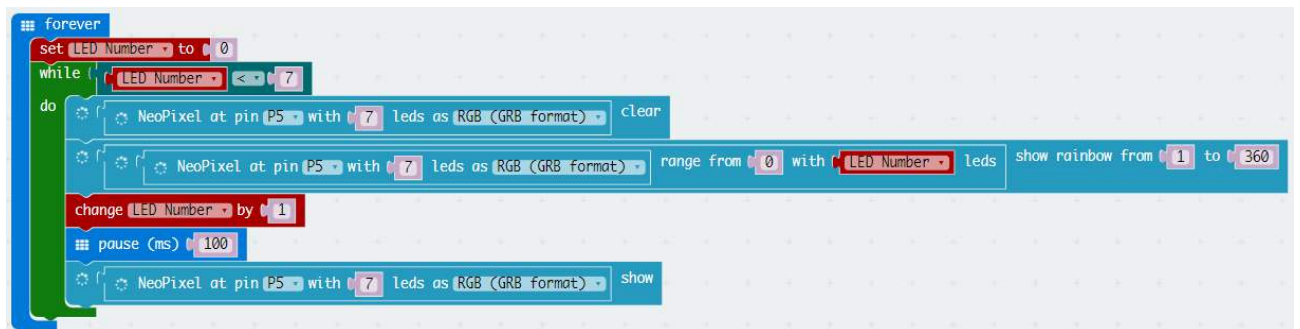 forever
set LED Number to 0
while LED Number < 7
do
NeoPixel at pin P5 with 7 leds as RGB (GRB format) clear
NeoPixel at pin P5 with 7 leds as RGB (GRB format) range from 0 with LED Number leds show rainbow from 1 to 360
change LED Number by 1
pause (ms) 100
NeoPixel at pin P5 with 7 leds as RGB (GRB format) show